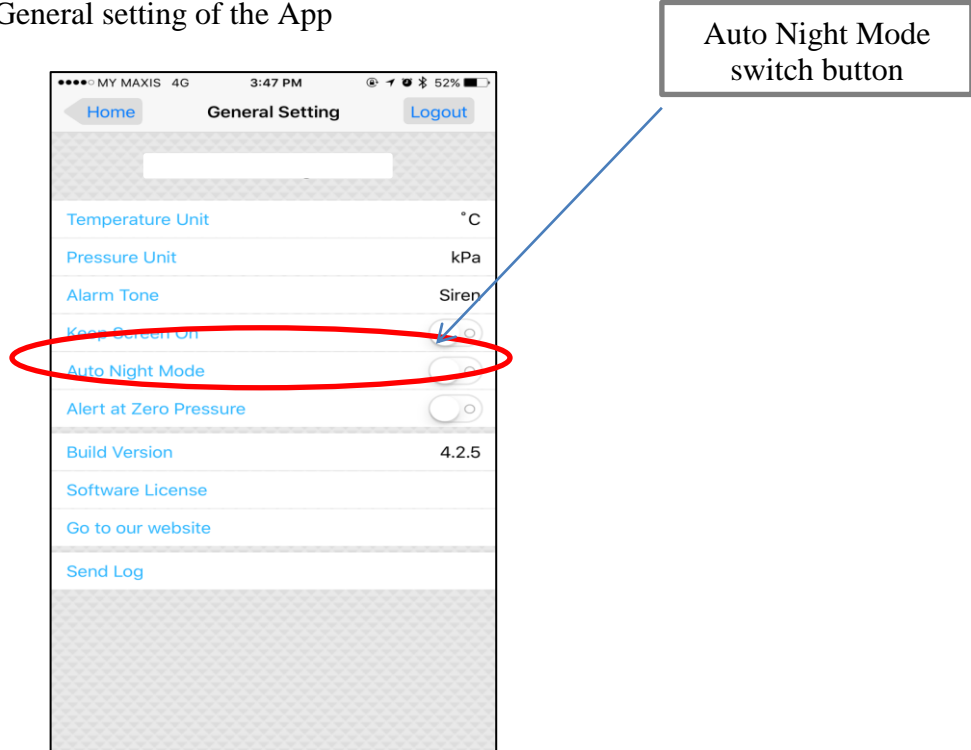 General setting of the App
Auto Night Mode
switch button
MY MAXIS 4G 3:47 PM 52%
Home General Setting Logout
Temperature Unit °C
Pressure Unit kPa
Alarm Tone Siren
Keep Screen On
Auto Night Mode
Alert at Zero Pressure
Build Version 4.2.5
Software License
Go to our website
Send Log